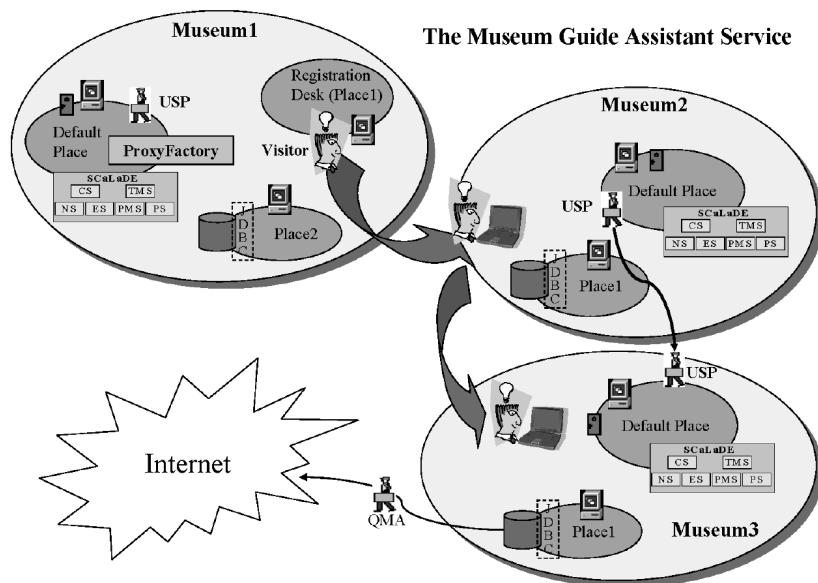 The Museum Guide Assistant Service
Museum1
Registration
Desk (Place1)
USP
Default
Place
ProxyFactory
Visitor
SCaLaDE
CS TMS
NS ES PMS PS
J
D
B
C
Place2
Museum2
Default Place
USP
SCaLaDE
CS TMS
NS ES PMS PS
J
D
B
C
Place1
USP
Default Place
SCaLaDE
CS TMS
NS ES PMS PS
Internet
QMA
J
D
B
C
Place1
Museum3